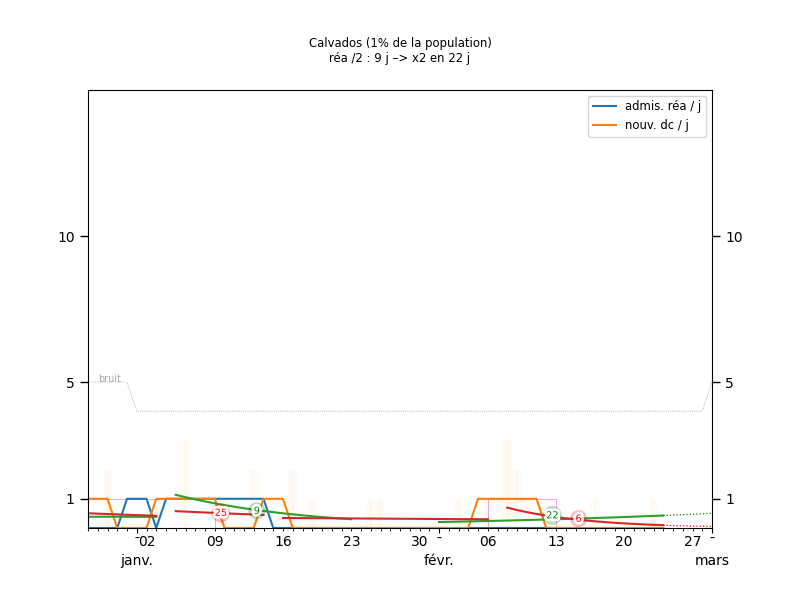 Calvados (1% de la population)
réa /2 : 9 j –> x2 en 22 j
admis. réa / j
nouv. dc / j
10 10
5 5
bruit
1 1
25 9 22 6
02 09 16 23 30 06 13 20 27
janv. févr. mars